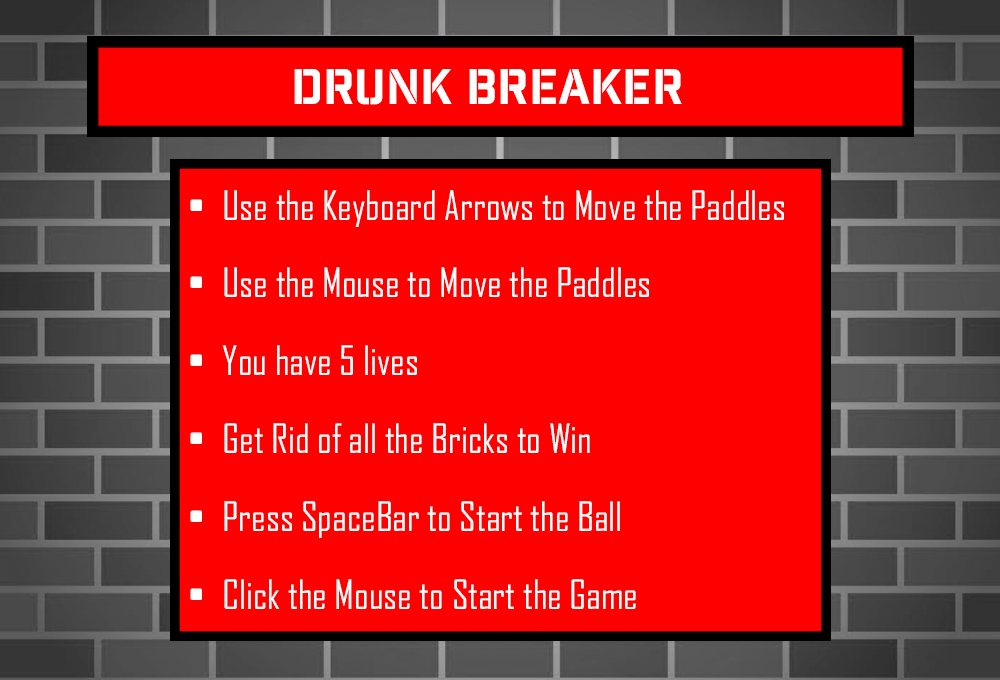 DRUNK BREAKER
▪ Use the Keyboard Arrows to Move the Paddles
▪ Use the Mouse to Move the Paddles
▪ You have 5 lives
▪ Get Rid of all the Bricks to Win
▪ Press SpaceBar to Start the Ball
▪ Click the Mouse to Start the Game